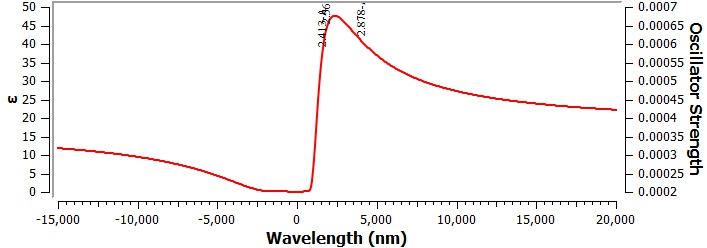 50 45 40 35 30 25 20 15 10 5 0
ε
0.0007 0.00065 0.0006 0.00055 0.0005 0.00045 0.0004 0.00035 0.0003 0.00025 0.0002
Oscillator Strength
2.413-A
2.878-
-15,000 -10,000 -5,000 0 5,000 10,000 15,000 20,000
Wavelength (nm)